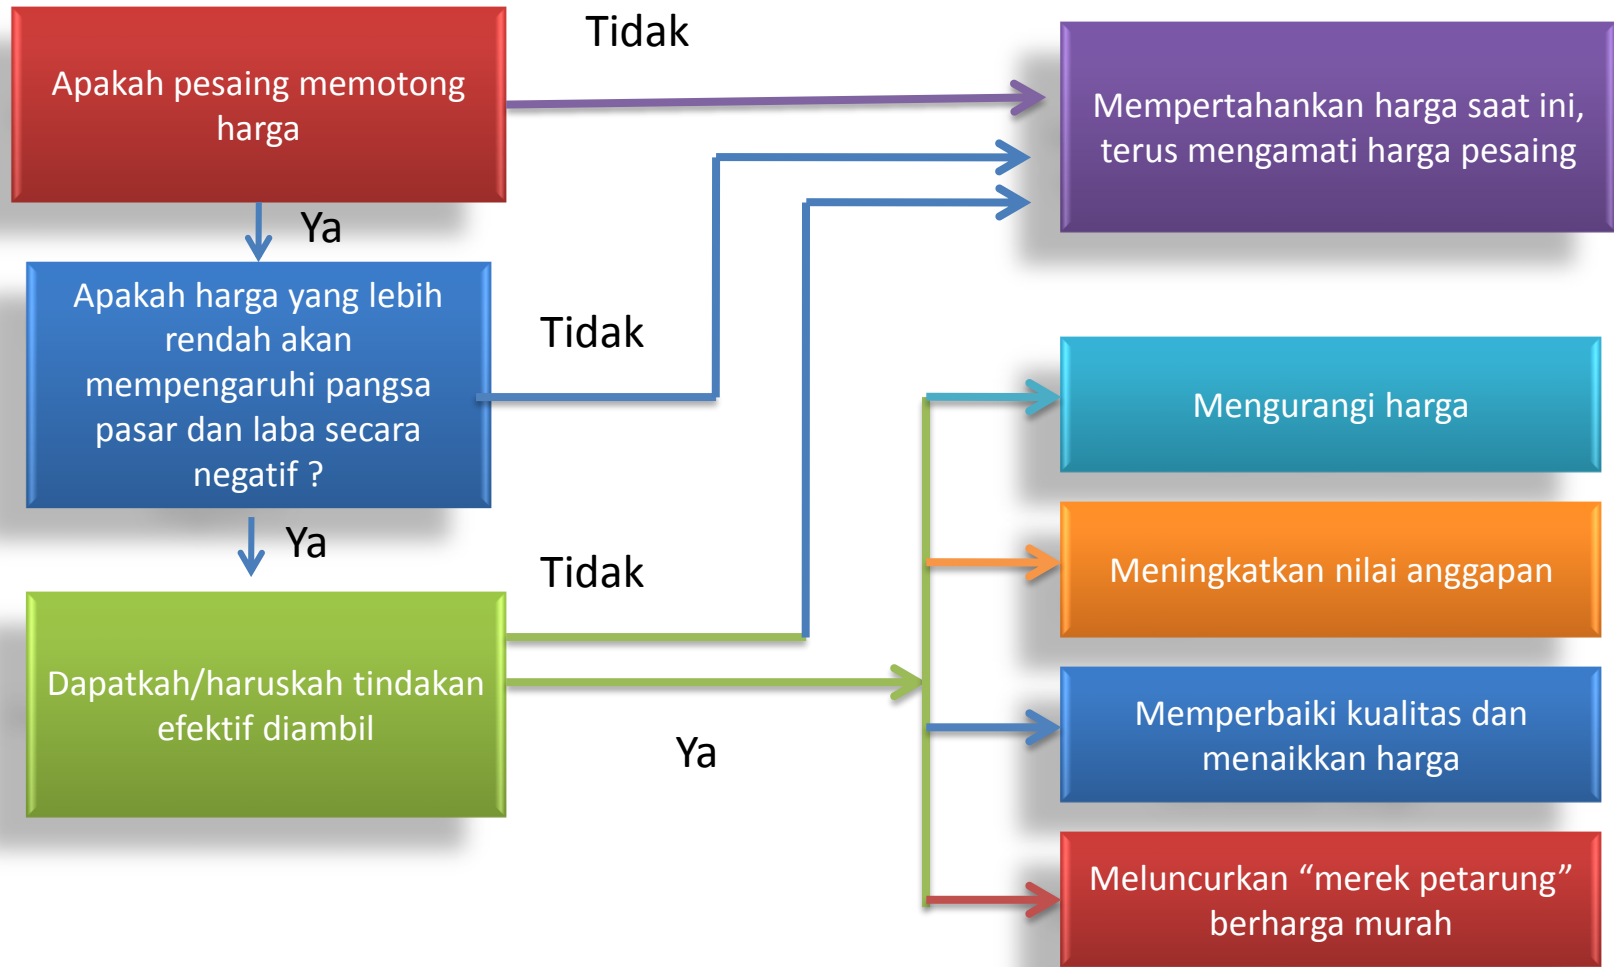 Tidak
Apakah pesaing memotong
harga
Mempertahankan harga saat ini,
terus mengamati harga pesaing
Ya
Apakah harga yang lebih
rendah akan
mempengaruhi pangsa
pasar dan laba secara
negatif ?
Tidak
Mengurangi harga
Ya
Tidak
Meningkatkan nilai anggapan
Dapatkah/haruskah tindakan
efektif diambil
Ya
Memperbaiki kualitas dan
menaikkan harga
Meluncurkan “merek petarung”
berharga murah